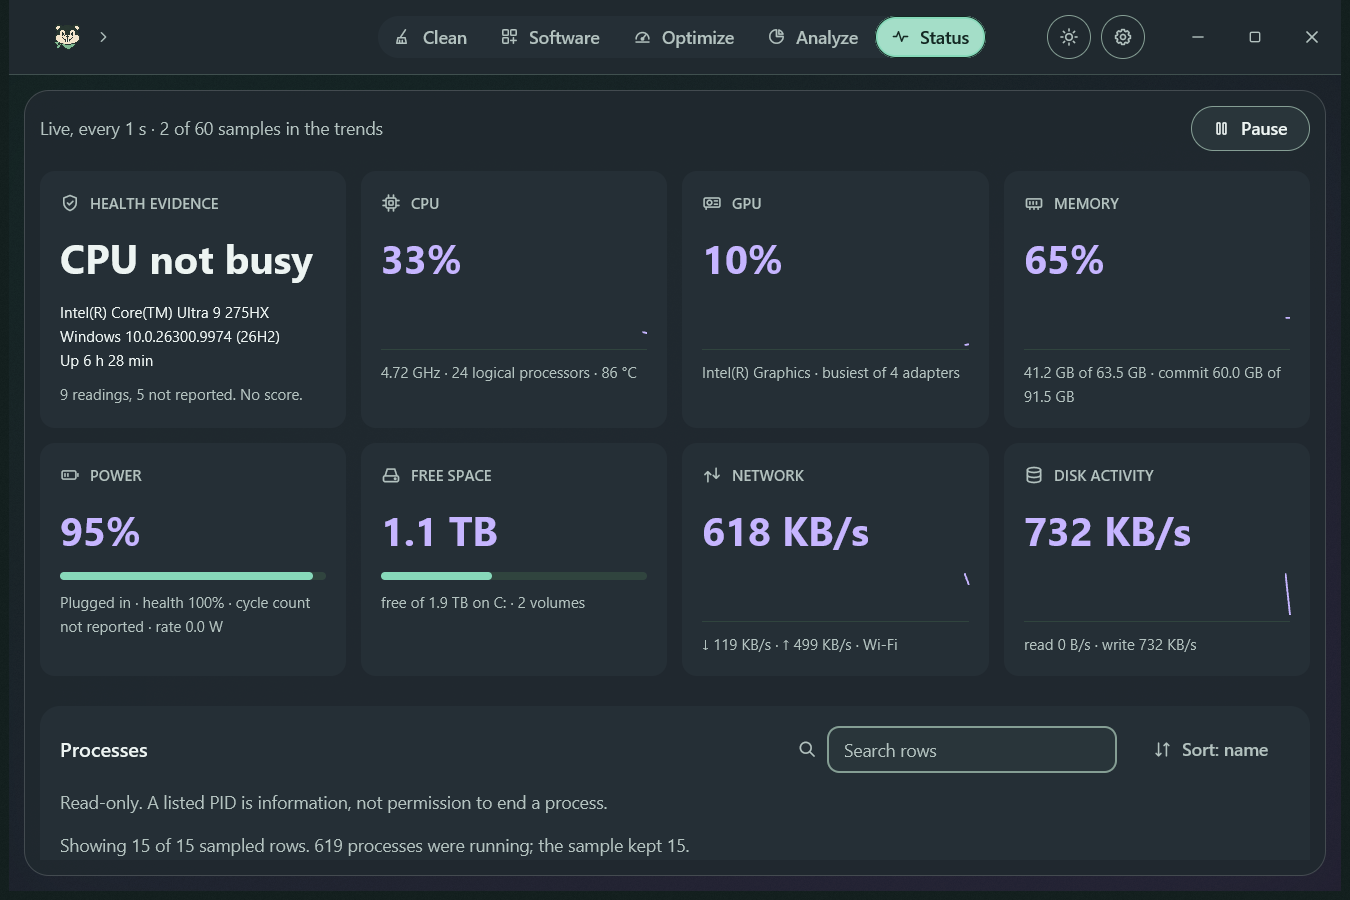 Clean
Software
Optimize
Analyze
Status
Live, every 1 s · 2 of 60 samples in the trends
Pause
HEALTH EVIDENCE
CPU not busy
Intel(R) Core(TM) Ultra 9 275HX
Windows 10.0.26300.9974 (26H2)
Up 6 h 28 min
9 readings, 5 not reported. No score.
CPU
33%
4.72 GHz · 24 logical processors · 86 °C
GPU
10%
Intel(R) Graphics · busiest of 4 adapters
MEMORY
65%
41.2 GB of 63.5 GB · commit 60.0 GB of
91.5 GB
POWER
95%
Plugged in · health 100% · cycle count
not reported · rate 0.0 W
FREE SPACE
1.1 TB
free of 1.9 TB on C: · 2 volumes
NETWORK
618 KB/s
↓ 119 KB/s · ↑ 499 KB/s · Wi-Fi
DISK ACTIVITY
732 KB/s
read 0 B/s · write 732 KB/s
Processes
Search rows
Sort: name
Read-only. A listed PID is information, not permission to end a process.
Showing 15 of 15 sampled rows. 619 processes were running; the sample kept 15.